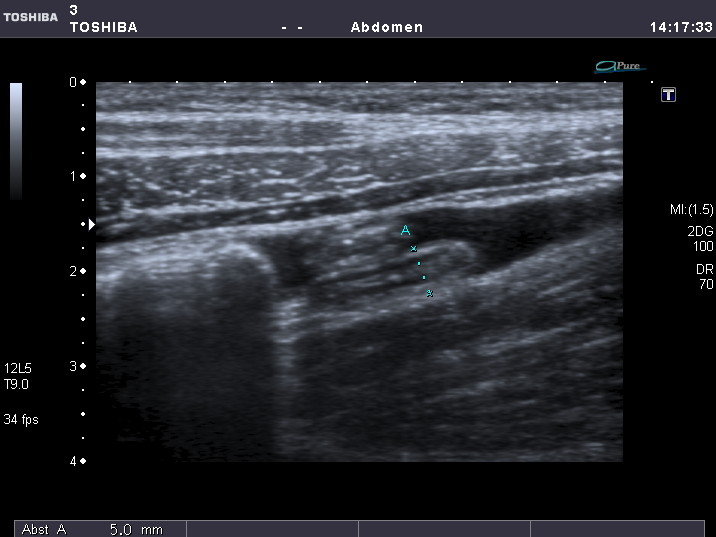 TOSHIBA
3
TOSHIBA - - Abdomen 14:17:33
Pure
T
0
1
2
3
4
A
MI:(1.5)
2DG
100
DR
70
12L5
T9.0
34 fps
Abst A 5.0 mm